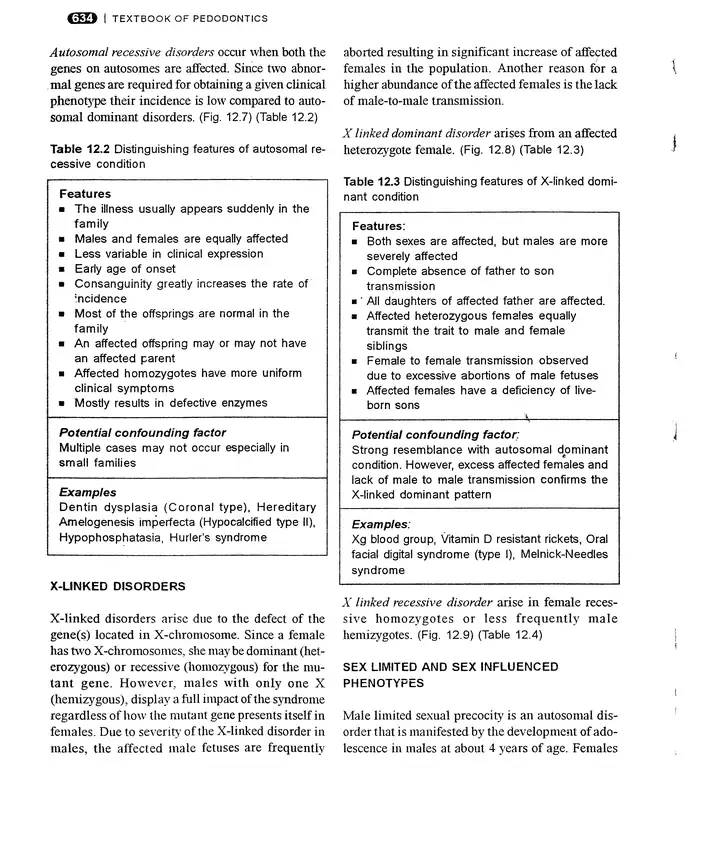 634 | TEXTBOOK OF PEDODONTICS
Autosomal recessive disorders occur when both the
genes on autosomes are affected. Since two abnor-
mal genes are required for obtaining a given clinical
phenotype their incidence is low compared to auto-
somal dominant disorders. (Fig. 12.7) (Table 12.2)
Table 12.2 Distinguishing features of autosomal re-
cessive condition
Features
▪ The illness usually appears suddenly in the
family
▪ Males and females are equally affected
▪ Less variable in clinical expression
▪ Early age of onset
▪ Consanguinity greatly increases the rate of
incidence
▪ Most of the offsprings are normal in the
family
▪ An affected offspring may or may not have
an affected parent
▪ Affected homozygotes have more uniform
clinical symptoms
▪ Mostly results in defective enzymes
Potential confounding factor
Multiple cases may not occur especially in
small families
Examples
Dentin dysplasia (Coronal type), Hereditary
Amelogenesis imperfecta (Hypocalcified type II),
Hypophosphatasia, Hurler's syndrome
X-LINKED DISORDERS
X-linked disorders arise due to the defect of the
gene(s) located in X-chromosome. Since a female
has two X-chromosomes, she may be dominant (het-
erozygous) or recessive (homozygous) for the mu-
tant gene. However, males with only one X
(hemizygous), display a full impact of the syndrome
regardless of how the mutant gene presents itself in
females. Due to severity of the X-linked disorder in
males, the affected male fetuses are frequently
aborted resulting in significant increase of affected
females in the population. Another reason for a
higher abundance of the affected females is the lack
of male-to-male transmission.
X linked dominant disorder arises from an affected
heterozygote female. (Fig. 12.8) (Table 12.3)
Table 12.3 Distinguishing features of X-linked domi-
nant condition
Features:
▪ Both sexes are affected, but males are more
severely affected
▪ Complete absence of father to son
transmission
▪ All daughters of affected father are affected.
▪ Affected heterozygous females equally
transmit the trait to male and female
siblings
▪ Female to female transmission observed
due to excessive abortions of male fetuses
▪ Affected females have a deficiency of live-
born sons
Potential confounding factor:
Strong resemblance with autosomal dominant
condition. However, excess affected females and
lack of male to male transmission confirms the
X-linked dominant pattern
Examples:
Xg blood group, Vitamin D resistant rickets, Oral
facial digital syndrome (type I), Melnick-Needles
syndrome
X linked recessive disorder arise in female reces-
sive homozygotes or less frequently male
hemizygotes. (Fig. 12.9) (Table 12.4)
SEX LIMITED AND SEX INFLUENCED
PHENOTYPES
Male limited sexual precocity is an autosomal dis-
order that is manifested by the development of ado-
lescence in males at about 4 years of age. Females